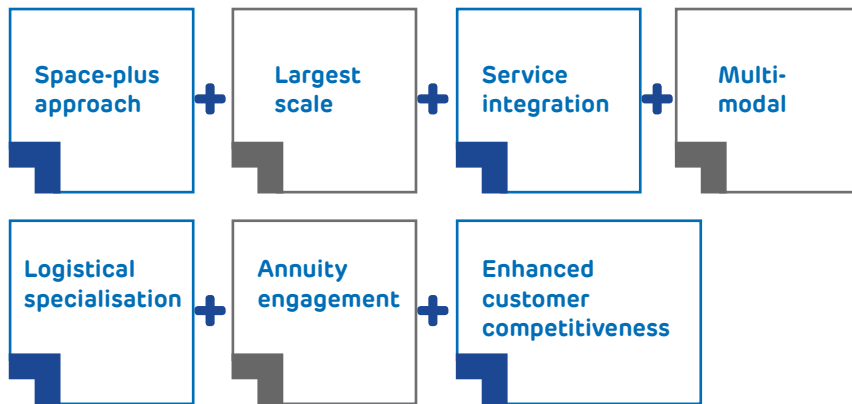 Space-plus
approach
+
Largest
scale
+
Service
integration
+
Multi-
modal
Logistical
specialisation
+
Annuity
engagement
+
Enhanced
customer
competitiveness